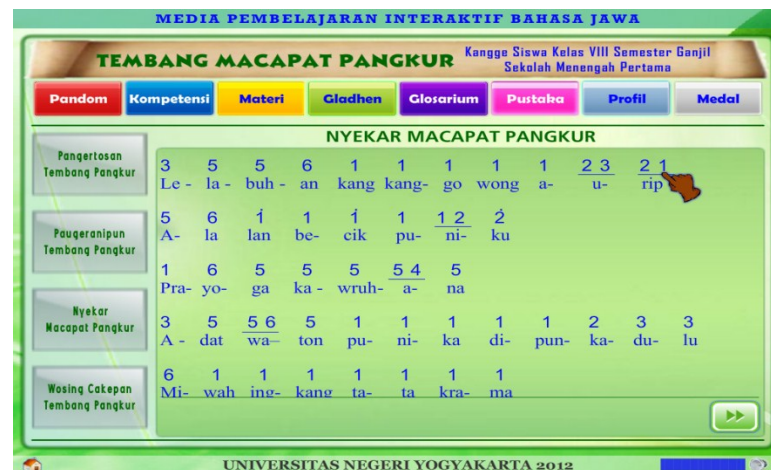 MEDIA PEMBELAJARAN INTERAKTIF BAHASA JAWA
TEMBANG MACAPAT PANGKUR
Kangge Siswa Kelas VIII Semester Ganjil
Sekolah Menengah Pertama
Pandom Kompetensi Materi Gladhen Glosarium Pustaka Profil Medal
Pangertosan
Tembang Pangkur
Paugeranipun
Tembang Pangkur
Nyekar
Macapat Pangkur
Wosing Cakepan
Tembang Pangkur
NYEKAR MACAPAT PANGKUR
3 5 5 6 1 1 1 1 1 2 3 2 1
Le - la - buh - an kang kang- go wong a- u- rip
5 6 1̇ 1 1̇ 1 1 2 2̇
A- la lan be- cik pu- ni- ku
1 6 5 5 5 5 4 5
Pra- yo- ga ka - wruh- a- na
3 5 5 6 5 1 1 1 1 1 2 3 3
A - dat wa– ton pu- ni- ka di- pun- ka- du- lu
6 1 1 1 1 1 1 1
Mi- wah ing- kang ta- ta kra- ma
UNIVERSITAS NEGERI YOGYAKARTA 2012